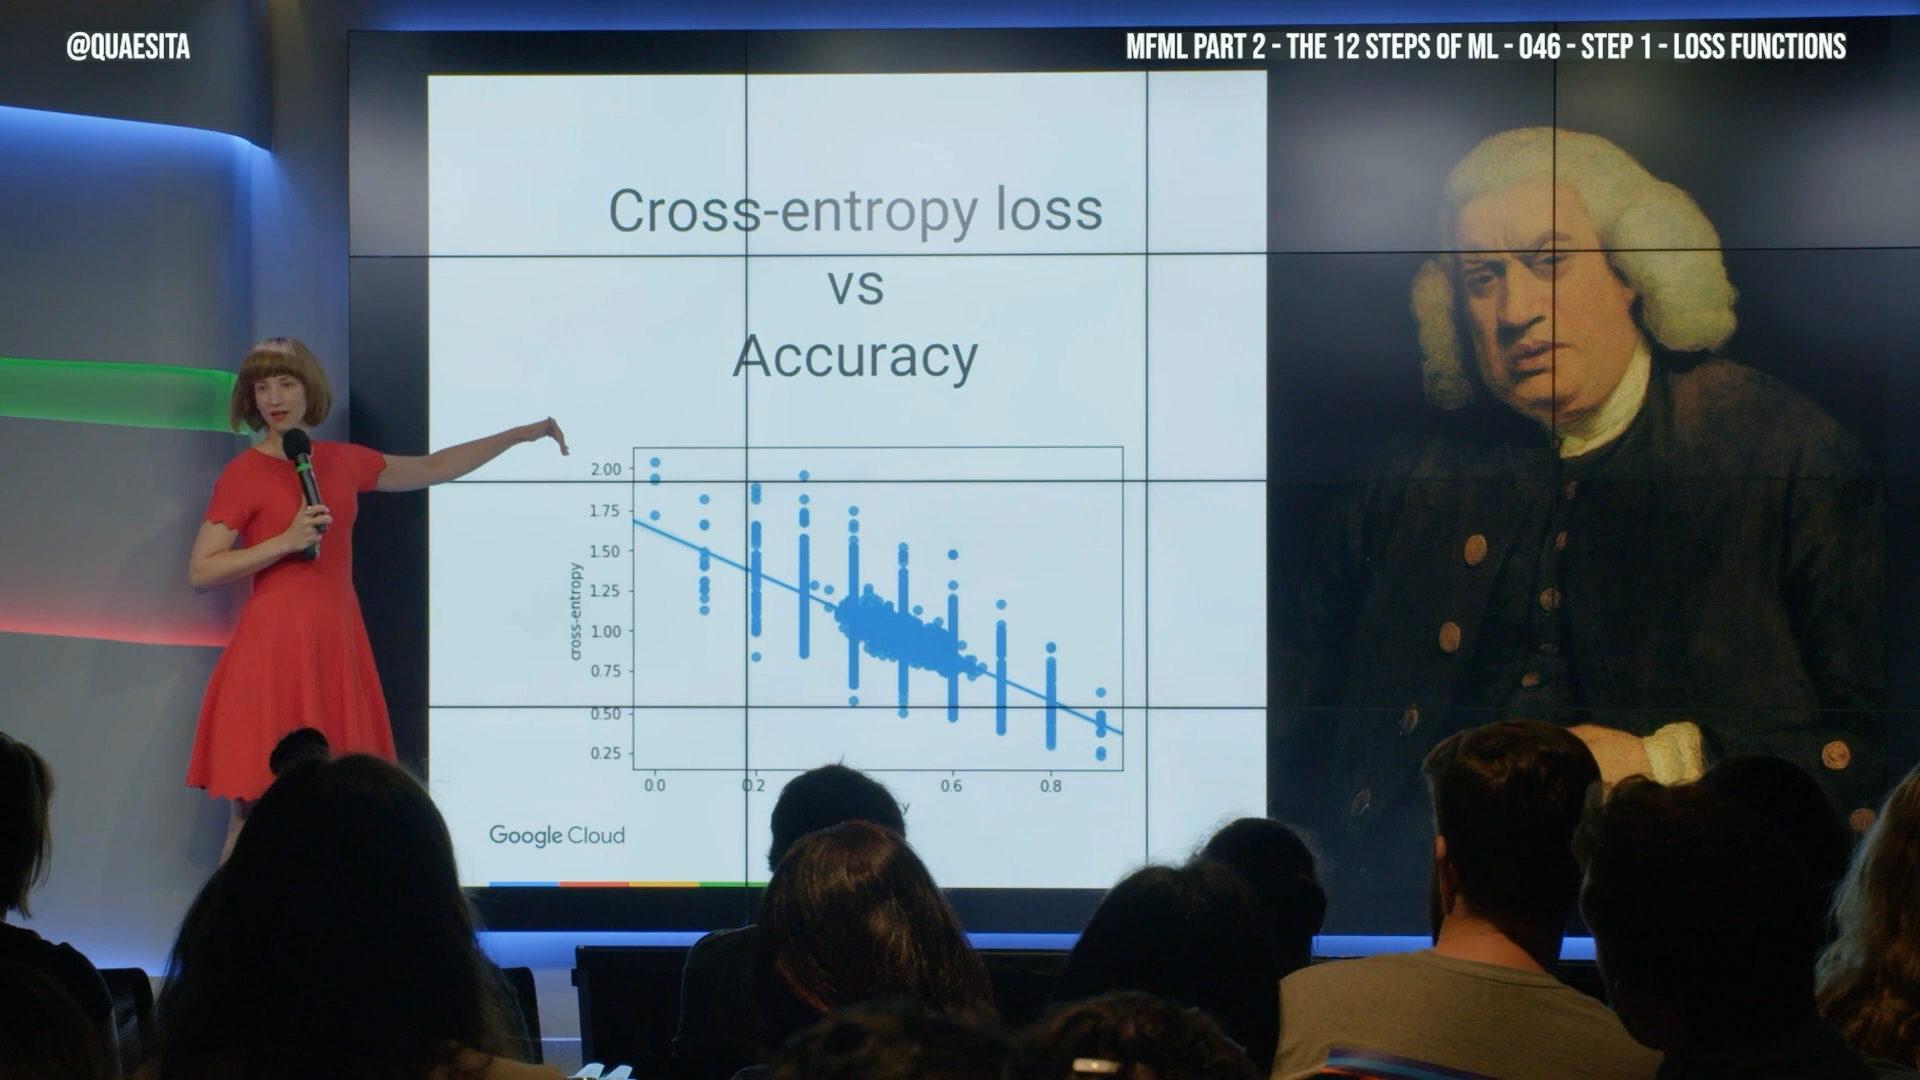 @QUAESITA
MFML PART 2 - THE 12 STEPS OF ML - 046 - STEP 1 - LOSS FUNCTIONS
Cross-entropy loss
vs
Accuracy
2.00
1.75
1.50
1.25
1.00
0.75
0.50
0.25
cross-entropy
0.0
0.2
0.6
0.8
Google Cloud